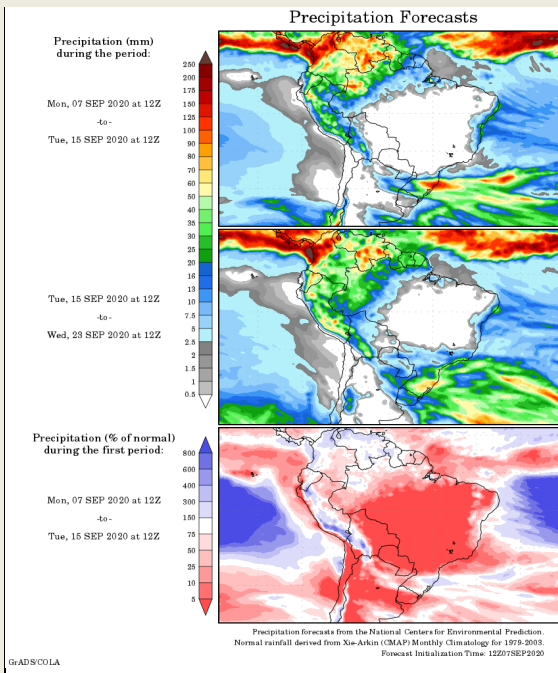 Precipitation Forecasts
Precipitation (mm)
during the period:
Mon, 07 SEP 2020 at 12Z
-to-
Tue, 15 SEP 2020 at 12Z
250
200
175
150
125
100
90
80
70
60
50
40
35
30
25
20
16
13
10
7.5
5
2.5
2
1.5
1
0.5
Tue, 15 SEP 2020 at 12Z
-to-
Wed, 23 SEP 2020 at 12Z
Precipitation (% of normal)
during the first period:
Mon, 07 SEP 2020 at 12Z
-to-
Tue, 15 SEP 2020 at 12Z
800
600
400
300
150
75
50
25
10
5
Precipitation forecasts from the National Centers for Environmental Prediction.
Normal rainfall derived from Xie-Arkin (CMAP) Monthly Climatology for 1979-2003.
Forecast Initialization Time: 12Z07SEP2020
GrADS/COLA